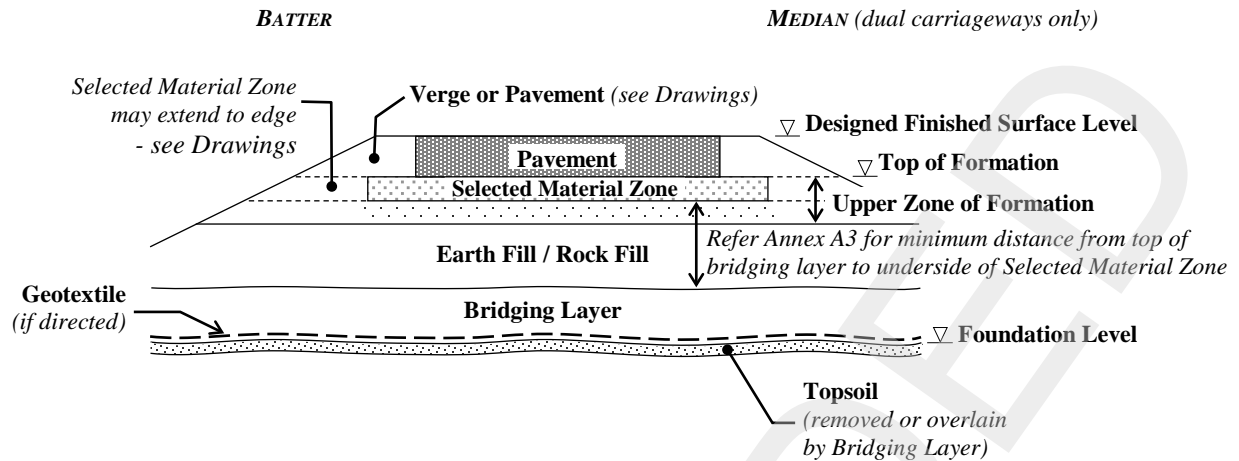 BATTER
MEDIAN (dual carriageways only)
Selected Material Zone
may extend to edge
- see Drawings
Verge or Pavement (see Drawings)
Designed Finished Surface Level
Pavement
Top of Formation
Selected Material Zone
Upper Zone of Formation
Earth Fill / Rock Fill
Refer Annex A3 for minimum distance from top of
bridging layer to underside of Selected Material Zone
Geotextile
(if directed)
Bridging Layer
Foundation Level
Topsoil
(removed or overlain
by Bridging Layer)